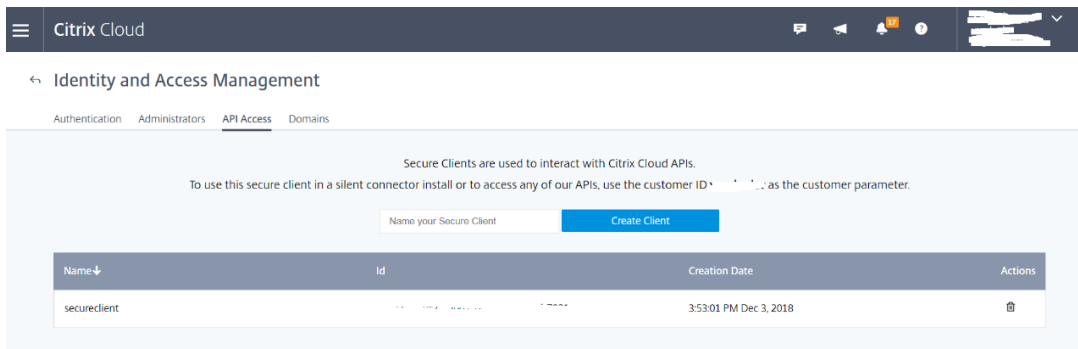 Citrix Cloud
17
Identity and Access Management
Authentication Administrators API Access Domains
Secure Clients are used to interact with Citrix Cloud APIs.
To use this secure client in a silent connector install or to access any of our APIs, use the customer ID as the customer parameter.
Name your Secure Client Create Client
Name Id Creation Date Actions
secureclient 3:53:01 PM Dec 3, 2018